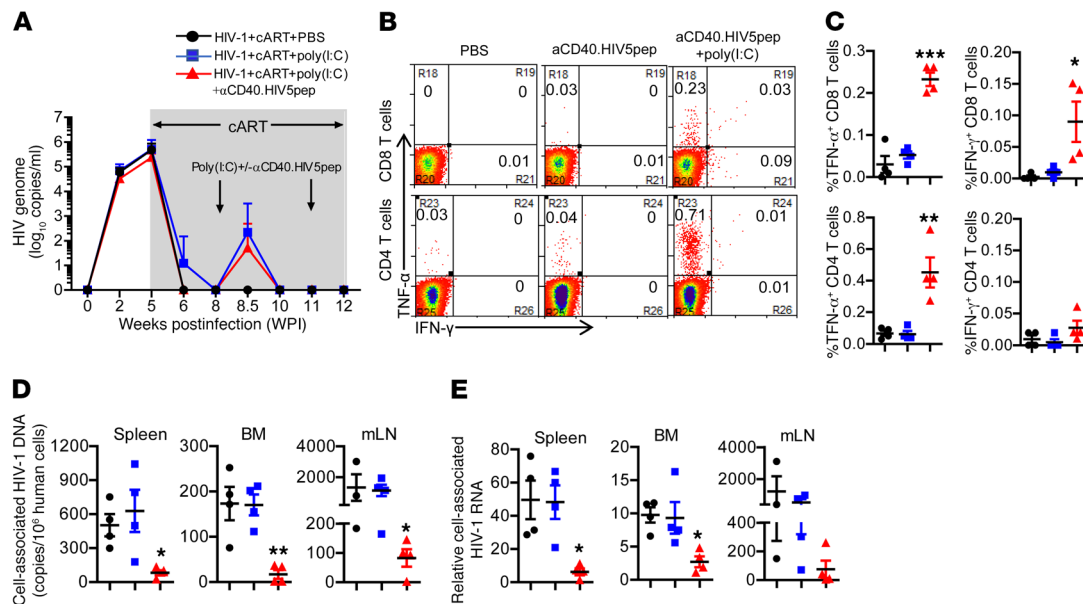 A
HIV-1+cART+PBS
HIV-1+cART+poly(I:C)
HIV-1+cART+poly(I:C)
+αCD40.HIV5pep
HIV genome
(log10 copies/ml)
7
6
5
4
3
2
1
0
cART
Poly(I:C)+/-αCD40.HIV5pep
0 2 5 6 8 8.5 10 11 12
Weeks postinfection (WPI)
B
PBS aCD40.HIV5pep aCD40.HIV5pep
+poly(I:C)
CD8 T cells
R18 R19 R18 R19 R18 R19
0 0 0.03 0 0.23 0.03
0.01 0.01 0.09
R20 R21 R20 R21 R20 R21
CD4 T cells
R23 R24 R23 R24 R23 R24
0.03 0 0.04 0 0.71 0.01
0 0 0.01
R25 R26 R25 R26 R25 R26
TNF-α
IFN-γ
C
%TFN-α+ CD8 T cells
0.3
0.2
0.1
0.0
***
%IFN-γ+ CD8 T cells
0.20
0.15
0.10
0.05
0.00
*
%TFN-α+ CD4 T cells
0.8
0.6
0.4
0.2
0.0
**
%IFN-γ+ CD4 T cells
0.20
0.15
0.10
0.05
0.00
D
Cell-associated HIV-1 DNA
(copies/10⁶ human cells)
Spleen
1200
900
600
300
0
*
BM
300
200
100
0
**
mLN
4000
2000
200
100
0
*
E
Relative cell-associated
HIV-1 RNA
Spleen
80
60
40
20
0
*
BM
20
15
10
5
0
*
mLN
4000
2000
400
200
0